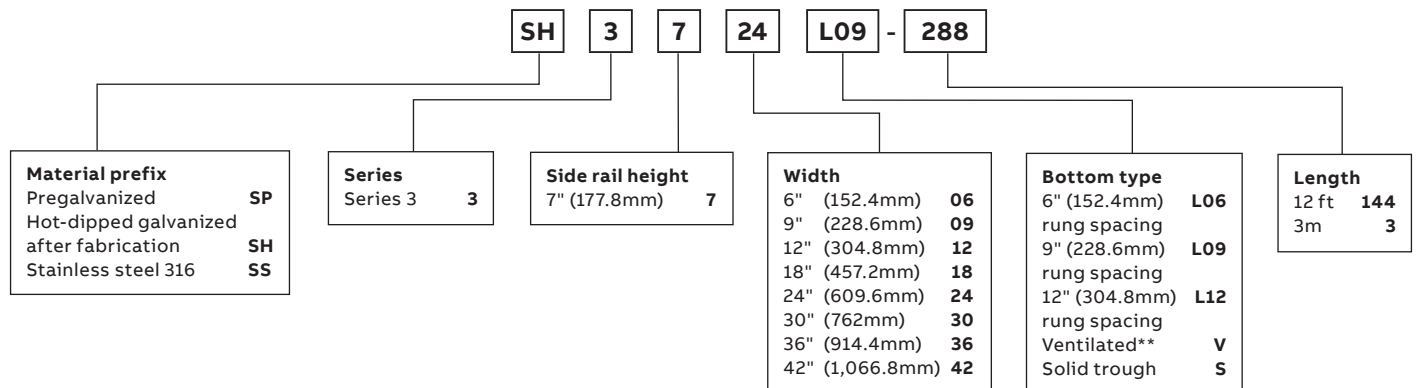 SH 3 7 24 L09 - 288
Material prefix
Pregalvanized SP
Hot-dipped galvanized
after fabrication SH
Stainless steel 316 SS
Series
Series 3 3
Side rail height
7" (177.8mm) 7
Width
6" (152.4mm) 06
9" (228.6mm) 09
12" (304.8mm) 12
18" (457.2mm) 18
24" (609.6mm) 24
30" (762mm) 30
36" (914.4mm) 36
42" (1,066.8mm) 42
Bottom type
6" (152.4mm) L06
rung spacing
9" (228.6mm) L09
rung spacing
12" (304.8mm) L12
rung spacing
Ventilated** V
Solid trough S
Length
12 ft 144
3m 3